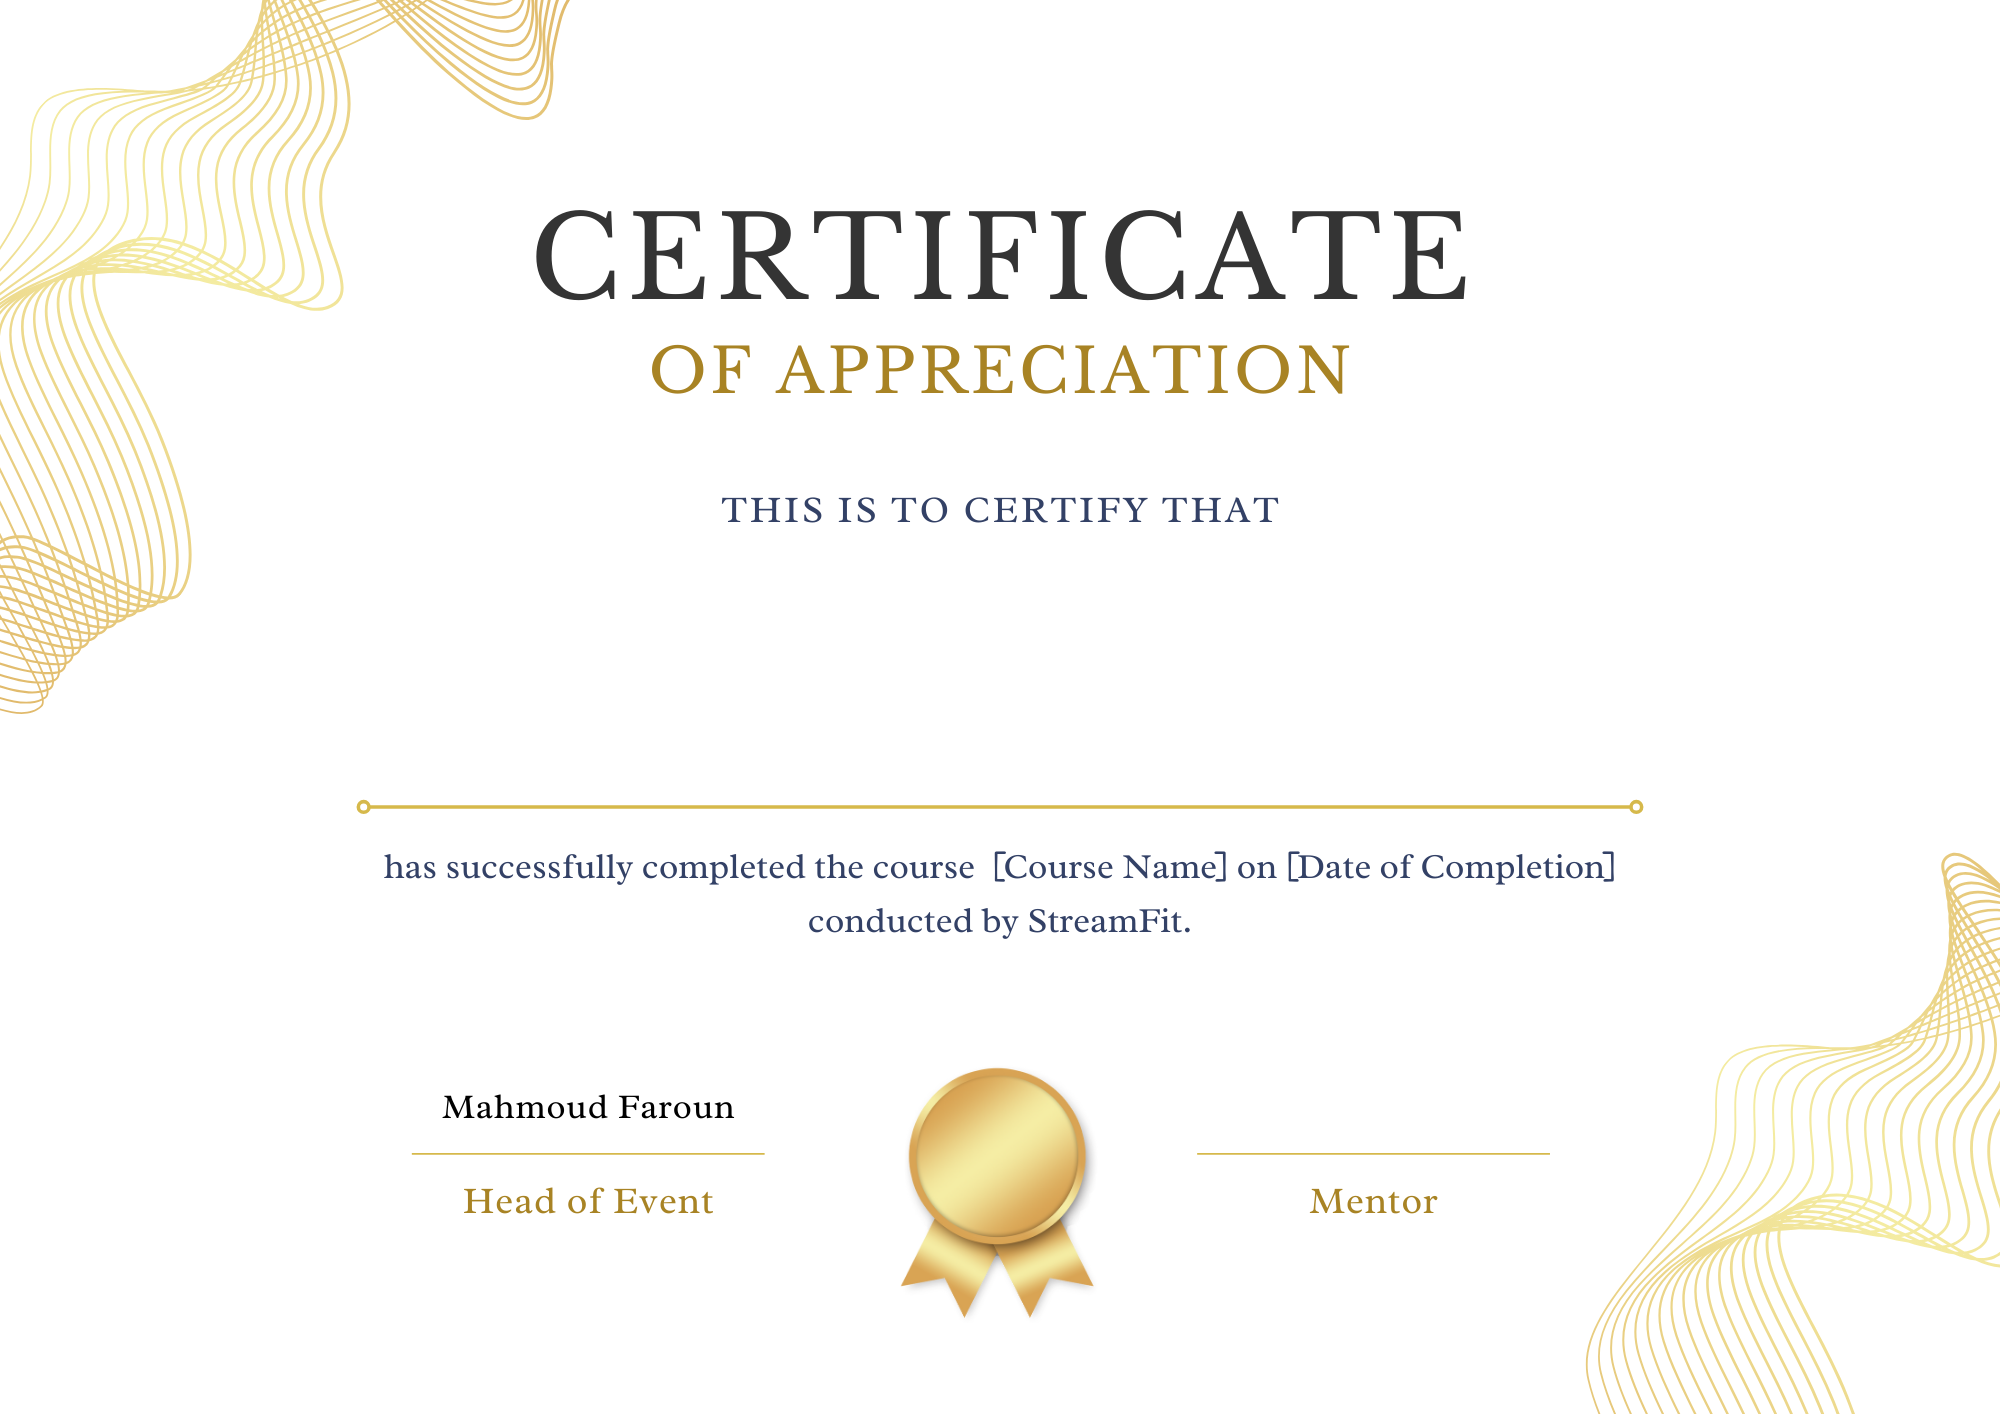 CERTIFICATE
OF APPRECIATION
THIS IS TO CERTIFY THAT
has successfully completed the course  [Course Name] on [Date of Completion]
conducted by StreamFit.
Mahmoud Faroun
Head of Event
Mentor